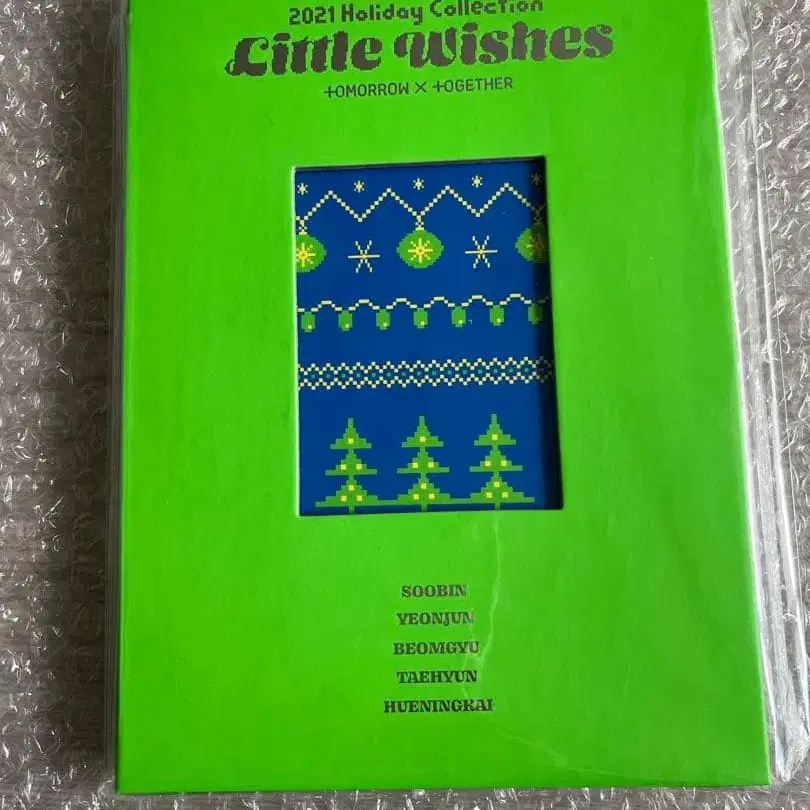 2021 Holiday Collection
Little Wishes
TOMORROW X TOGETHER
SOOBIN
YEONJUN
BEOMGYU
TAEHYUN
HUENINGKAI